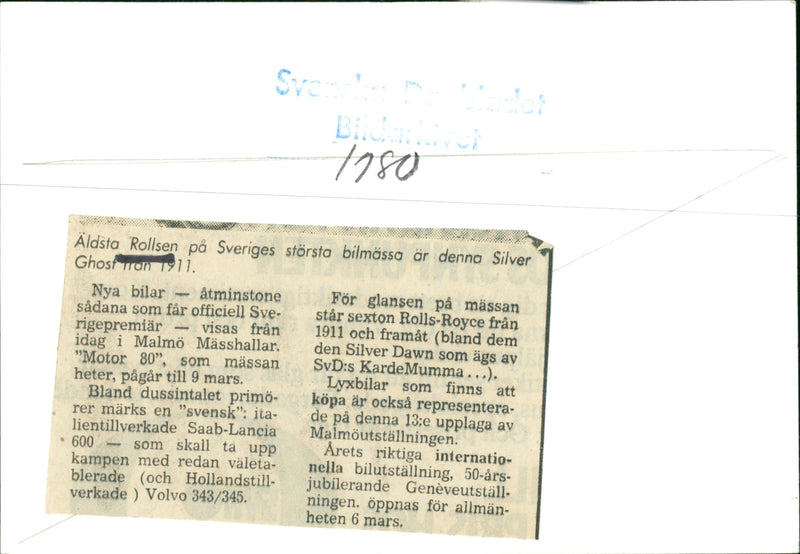 Svenska Dagbladet
Bildarkivet
1980
Äldsta Rollsen på Sveriges största bilmässa är denna Silver
Ghost från 1911.
Nya bilar — åtminstone
sådana som får officiell Sve-
rigepremiär — visas från
idag i Malmö Mässhallar.
"Motor 80", som mässan
heter, pågår till 9 mars.
Bland dussintalet primö-
rer märks en "svensk": ita-
lientillverkade Saab-Lancia
600 — som skall ta upp
kampen med redan väleta-
blerade (och Hollandstill-
verkade ) Volvo 343/345.
För glansen på mässan
står sexton Rolls-Royce från
1911 och framåt (bland dem
den Silver Dawn som ägs av
SvD:s KardeMumma ...).
Lyxbilar som finns att
köpa är också representera-
de på denna 13:e upplaga av
Malmöutställningen.
Årets riktiga internatio-
nella bilutställning, 50-års-
jubilerande Genèveutställ-
ningen. öppnas för allmän-
heten 6 mars.